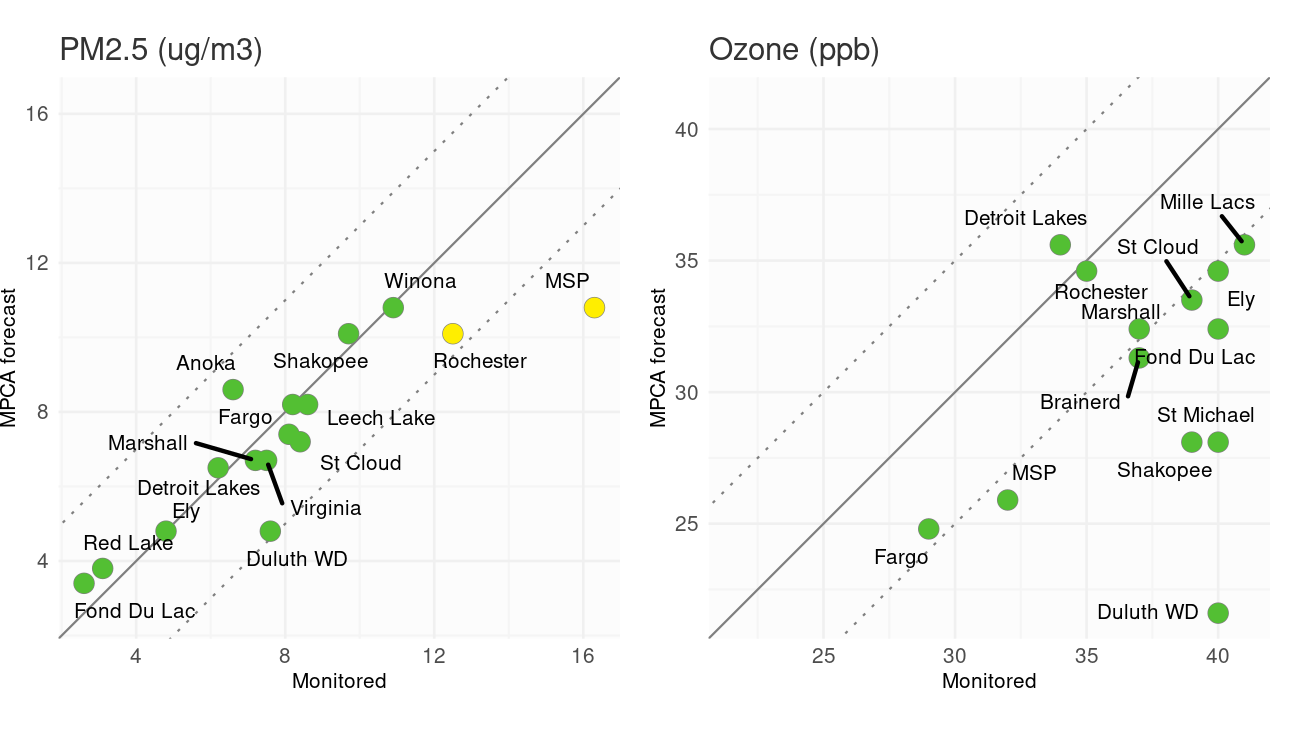 PM2.5 (ug/m3)
MPCA forecast
16
12
8
4
Winona
MSP
Anoka
Shakopee
Rochester
Fargo
Leech Lake
Marshall
St Cloud
Detroit Lakes
Ely
Virginia
Red Lake
Duluth WD
Fond Du Lac
4
8
12
16
Monitored
Ozone (ppb)
MPCA forecast
40
35
30
25
Mille Lacs
Detroit Lakes
St Cloud
Rochester
Ely
Marshall
Fond Du Lac
Brainerd
St Michael
Shakopee
MSP
Fargo
Duluth WD
25
30
35
40
Monitored